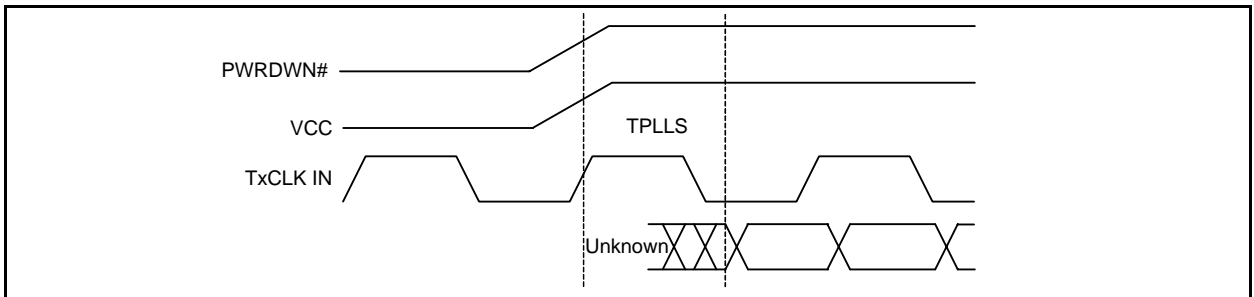 PWRDWN#
VCC
TPLLS
TxCLK IN
Unknown